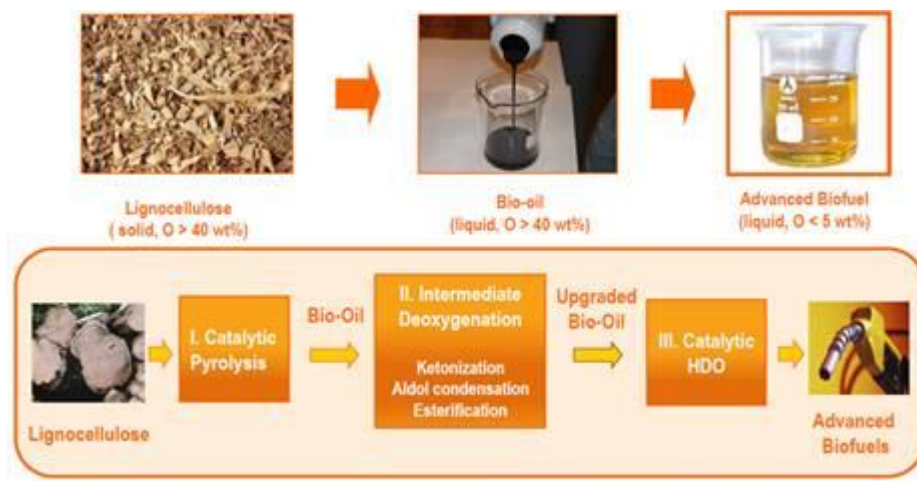 Lignocellulose
( solid, O > 40 wt%)
Bio-oil
(liquid, O > 40 wt%)
Advanced Biofuel
(liquid, O < 5 wt%)
Lignocellulose
I. Catalytic
Pyrolysis
Bio-Oil
II. Intermediate
Deoxygenation
Ketonization
Aldol condensation
Esterification
Upgraded
Bio-Oil
III. Catalytic
HDO
Advanced
Biofuels